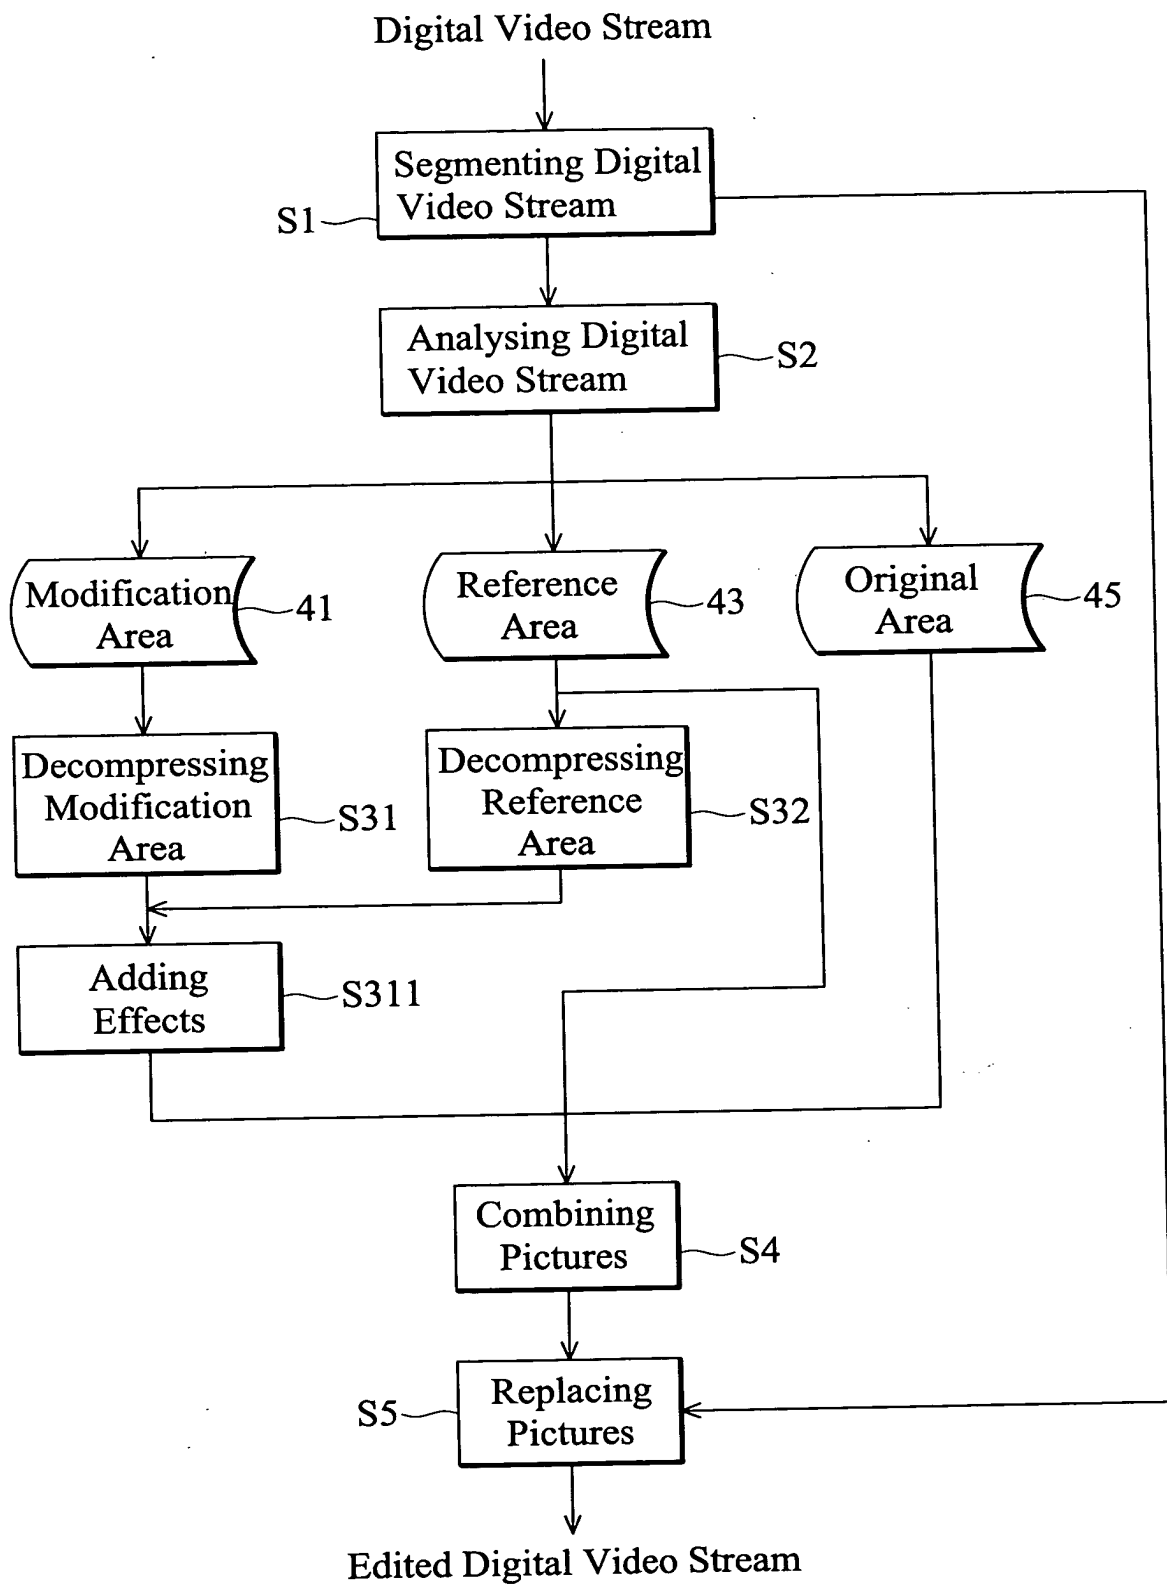 Digital Video Stream
Segmenting Digital
Video Stream
S1
Analysing Digital
Video Stream
S2
Modification
Area
41
Reference
Area
43
Original
Area
45
Decompressing
Modification
Area
S31
Decompressing
Reference
Area
S32
Adding
Effects
S311
Combining
Pictures
S4
Replacing
Pictures
S5
Edited Digital Video Stream